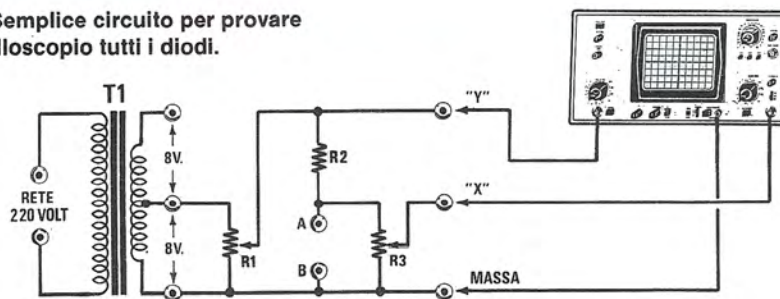 Semplice circuito per provare
lloscopio tutti i diodi.
T1
"Y"
8V.
R2
RETE
220 VOLT
"X"
A
8V.
R1
R3
B
MASSA